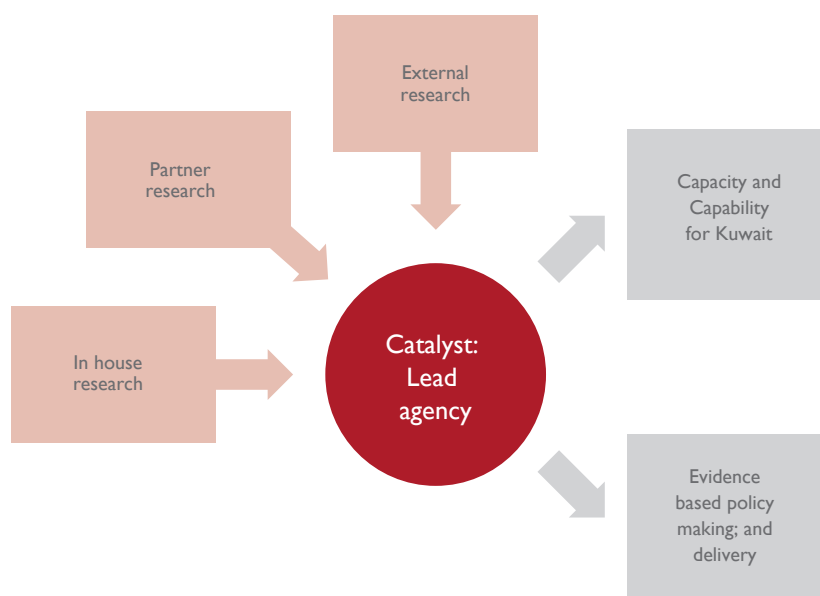 External
research
Partner
research
Capacity and
Capability
for Kuwait
In house
research
Catalyst:
Lead
agency
Evidence
based policy
making; and
delivery